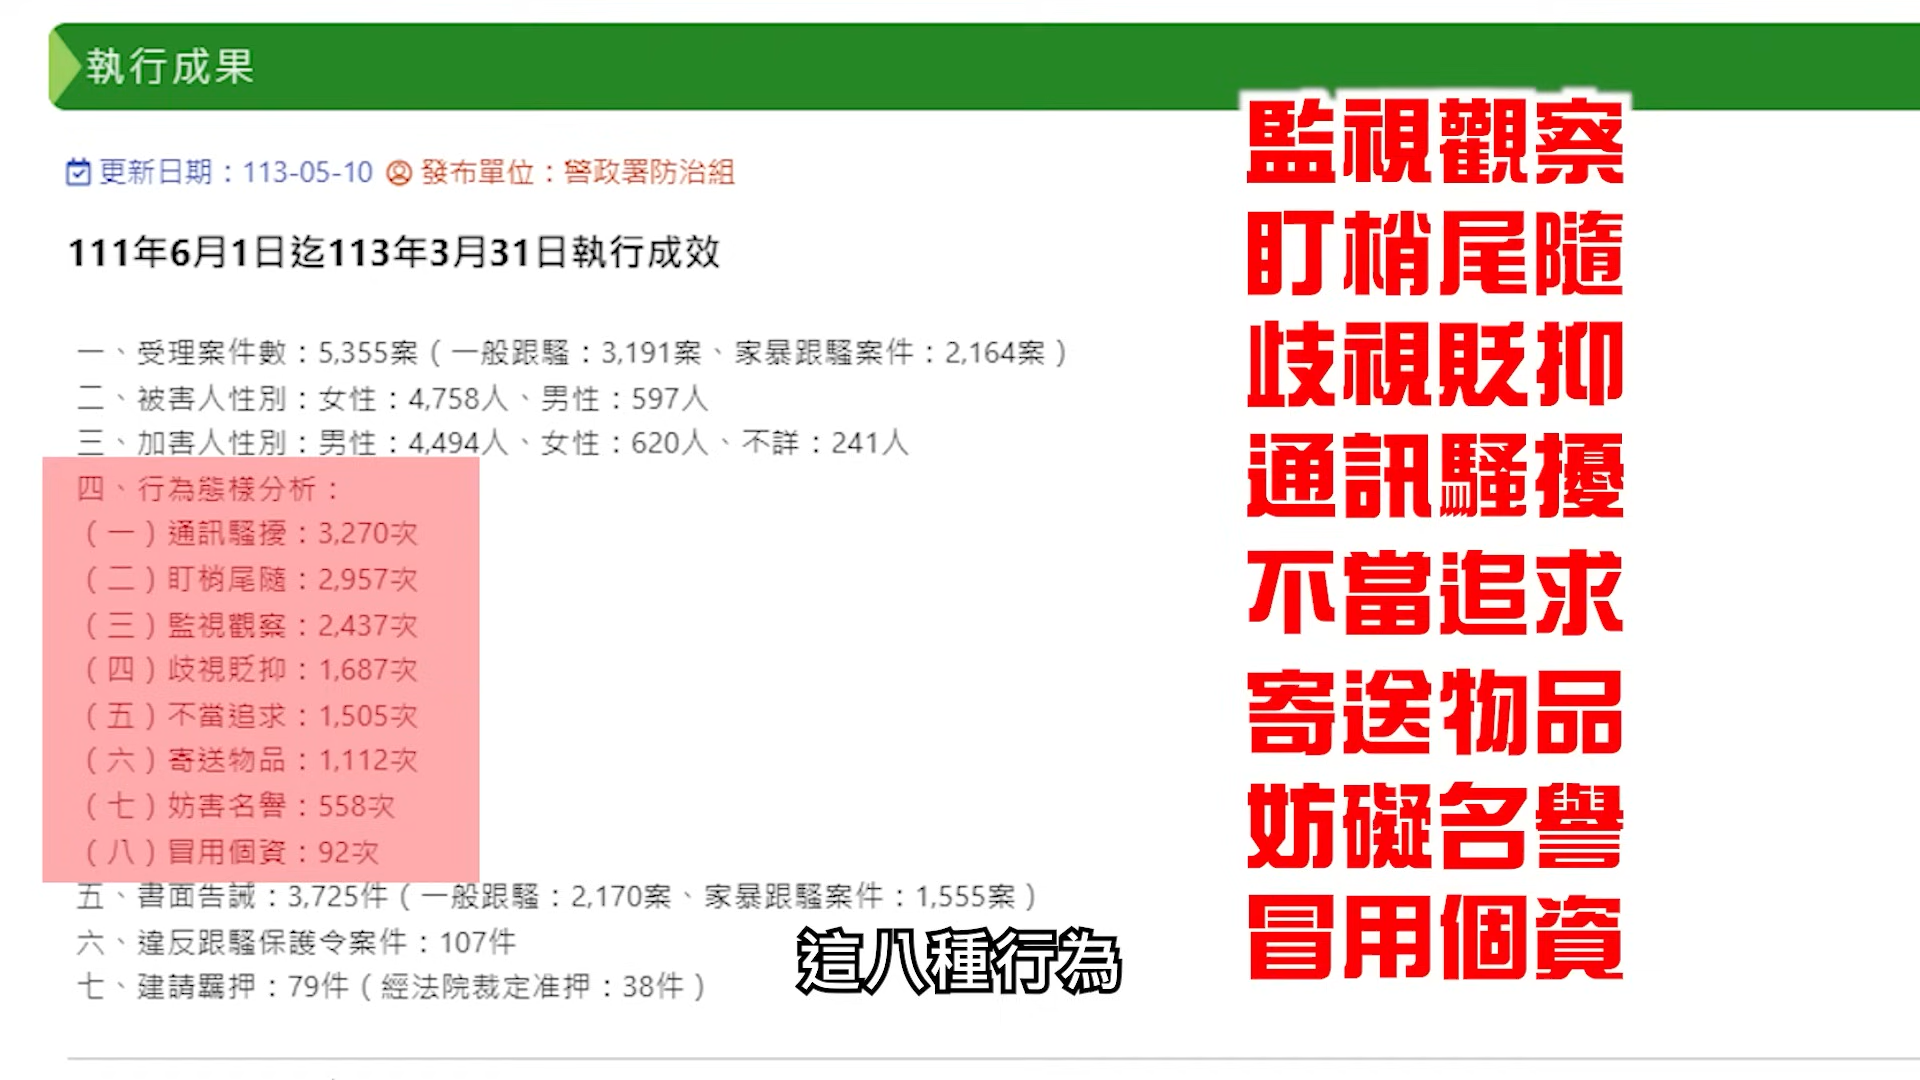 執行成果
更新日期：113-05-10 發布單位：警政署防治組
111年6月1日迄113年3月31日執行成效
一、受理案件數：5,355案（一般跟騷：3,191案、家暴跟騷案件：2,164案）
二、被害人性別：女性：4,758人、男性：597人
三、加害人性別：男性：4,494人、女性：620人、不詳：241人
四、行為態樣分析：
（一）通訊騷擾：3,270次
（二）盯梢尾隨：2,957次
（三）監視觀察：2,437次
（四）歧視貶抑：1,687次
（五）不當追求：1,505次
（六）寄送物品：1,112次
（七）妨害名譽：558次
（八）冒用個資：92次
五、書面告誡：3,725件（一般跟騷：2,170案、家暴跟騷案件：1,555案）
六、違反跟騷保護令案件：107件
七、建請羈押：79件（經法院裁定准押：38件）
監視觀察
盯梢尾隨
歧視貶抑
通訊騷擾
不當追求
寄送物品
妨礙名譽
冒用個資
這八種行為